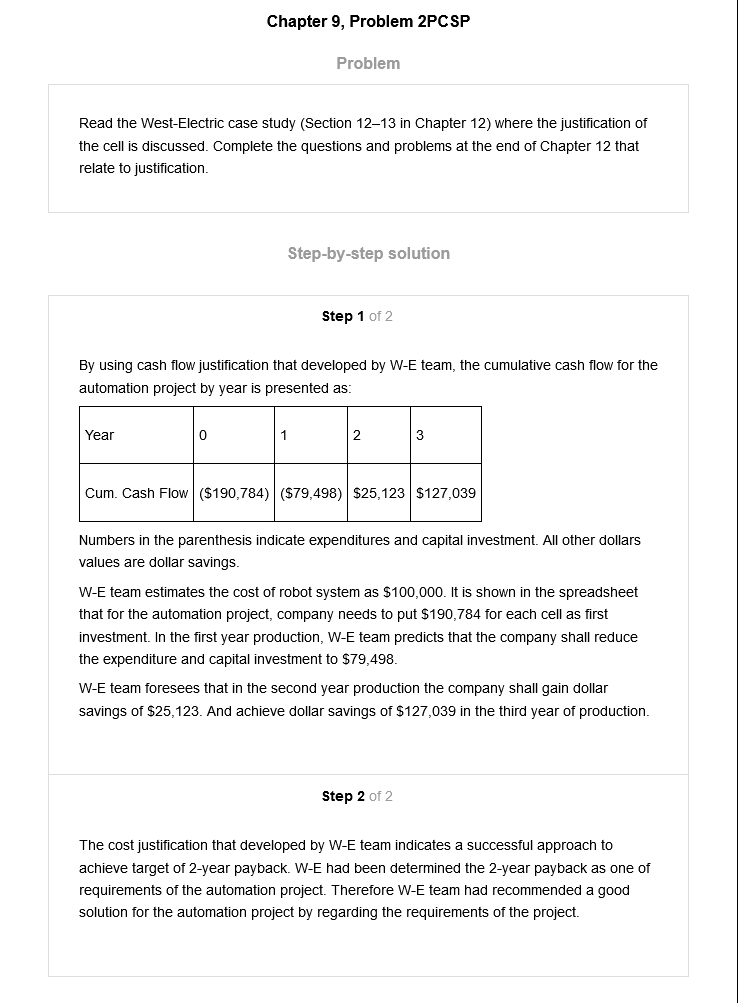 Chapter 9, Problem 2PCSP
Problem
Read the West-Electric case study (Section 12–13 in Chapter 12) where the justification of
the cell is discussed. Complete the questions and problems at the end of Chapter 12 that
relate to justification.
Step-by-step solution
Step 1 of 2
By using cash flow justification that developed by W-E team, the cumulative cash flow for the
automation project by year is presented as:
Year 0 1 2 3
Cum. Cash Flow ($190,784) ($79,498) $25,123 $127,039
Numbers in the parenthesis indicate expenditures and capital investment. All other dollars
values are dollar savings.
W-E team estimates the cost of robot system as $100,000. It is shown in the spreadsheet
that for the automation project, company needs to put $190,784 for each cell as first
investment. In the first year production, W-E team predicts that the company shall reduce
the expenditure and capital investment to $79,498.
W-E team foresees that in the second year production the company shall gain dollar
savings of $25,123. And achieve dollar savings of $127,039 in the third year of production.
Step 2 of 2
The cost justification that developed by W-E team indicates a successful approach to
achieve target of 2-year payback. W-E had been determined the 2-year payback as one of
requirements of the automation project. Therefore W-E team had recommended a good
solution for the automation project by regarding the requirements of the project.